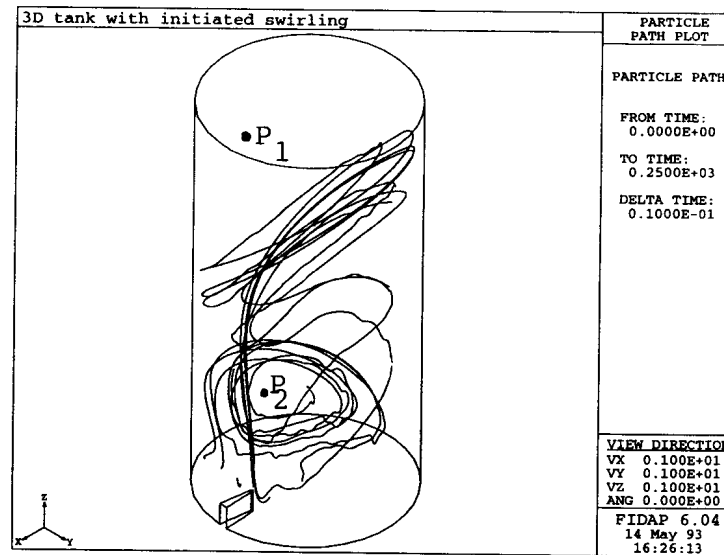 3D tank with initiated swirling
PARTICLE
PATH PLOT
PARTICLE PATH
FROM TIME:
0.0000E+00
TO TIME:
0.2500E+03
DELTA TIME:
0.1000E-01
P1
P2
Z
X
Y
VIEW DIRECTION
VX 0.100E+01
VY 0.100E+01
VZ 0.100E+01
ANG 0.000E+00
FIDAP 6.04
14 May 93
16:26:13